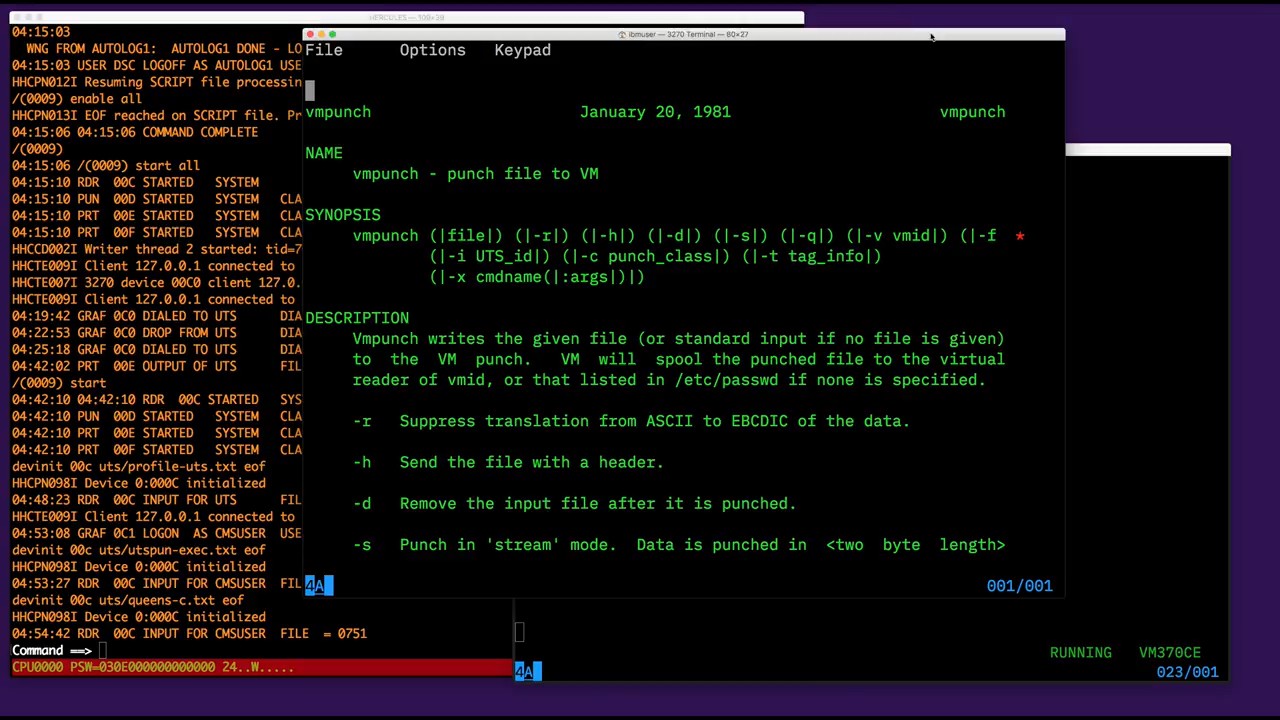 HERCULES — 109×39
04:15:03
WNG FROM AUTOLOG1: AUTOLOG1 DONE - LO
04:15:03 USER DSC LOGOFF AS AUTOLOG1 USE
HHCPN012I Resuming SCRIPT file processin
/(0009) enable all
HHCPN013I EOF reached on SCRIPT file. Pr
04:15:06 04:15:06 COMMAND COMPLETE
/(0009)
04:15:06 /(0009) start all
04:15:10 RDR 00C STARTED SYSTEM
04:15:10 PUN 00D STARTED SYSTEM CLA
04:15:10 PRT 00E STARTED SYSTEM CLA
04:15:10 PRT 00F STARTED SYSTEM CLA
HHCCD002I Writer thread 2 started: tid=7
HHCTE009I Client 127.0.0.1 connected to
HHCTE007I 3270 device 00C0 client 127.0.
HHCTE009I Client 127.0.0.1 connected to
04:19:42 GRAF 0C0 DIALED TO UTS DIA
04:22:53 GRAF 0C0 DROP FROM UTS DIA
04:25:18 GRAF 0C0 DIALED TO UTS DIA
04:42:02 PRT 00E OUTPUT OF UTS FIL
/(0009) start
04:42:10 04:42:10 RDR 00C STARTED SYS
04:42:10 PUN 00D STARTED SYSTEM CLA
04:42:10 PRT 00E STARTED SYSTEM CLA
04:42:10 PRT 00F STARTED SYSTEM CLA
devinit 00c uts/profile-uts.txt eof
HHCPN098I Device 0:000C initialized
04:48:23 RDR 00C INPUT FOR UTS FIL
HHCTE009I Client 127.0.0.1 connected to
04:53:08 GRAF 0C1 LOGON AS CMSUSER USE
devinit 00c uts/utspun-exec.txt eof
HHCPN098I Device 0:000C initialized
04:53:27 RDR 00C INPUT FOR CMSUSER FIL
devinit 00c uts/queens-c.txt eof
HHCPN098I Device 0:000C initialized
04:54:42 RDR 00C INPUT FOR CMSUSER FILE = 0751
Command ==>
CPU0000 PSW=030E000000000000 24..W.....
ibmuser — 3270 Terminal — 80×27
File Options Keypad
vmpunch January 20, 1981 vmpunch
NAME
vmpunch - punch file to VM
SYNOPSIS
vmpunch (|file|) (|-r|) (|-h|) (|-d|) (|-s|) (|-q|) (|-v vmid|) (|-f *
(|-i UTS_id|) (|-c punch_class|) (|-t tag_info|)
(|-x cmdname(|:args|)|)
DESCRIPTION
Vmpunch writes the given file (or standard input if no file is given)
to the VM punch. VM will spool the punched file to the virtual
reader of vmid, or that listed in /etc/passwd if none is specified.
-r Suppress translation from ASCII to EBCDIC of the data.
-h Send the file with a header.
-d Remove the input file after it is punched.
-s Punch in 'stream' mode. Data is punched in <two byte length>
4A 001/001
RUNNING VM370CE
4A 023/001